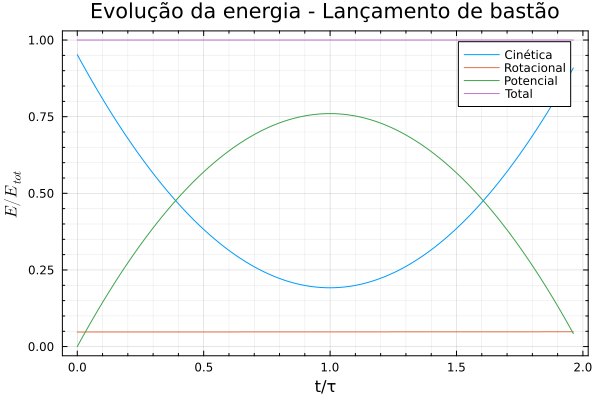 Evolução da energia - Lançamento de bastão
1.00
0.75
0.50
0.25
0.00
E/E_tot
Cinética
Rotacional
Potencial
Total
0.0 0.5 1.0 1.5 2.0
t/τ